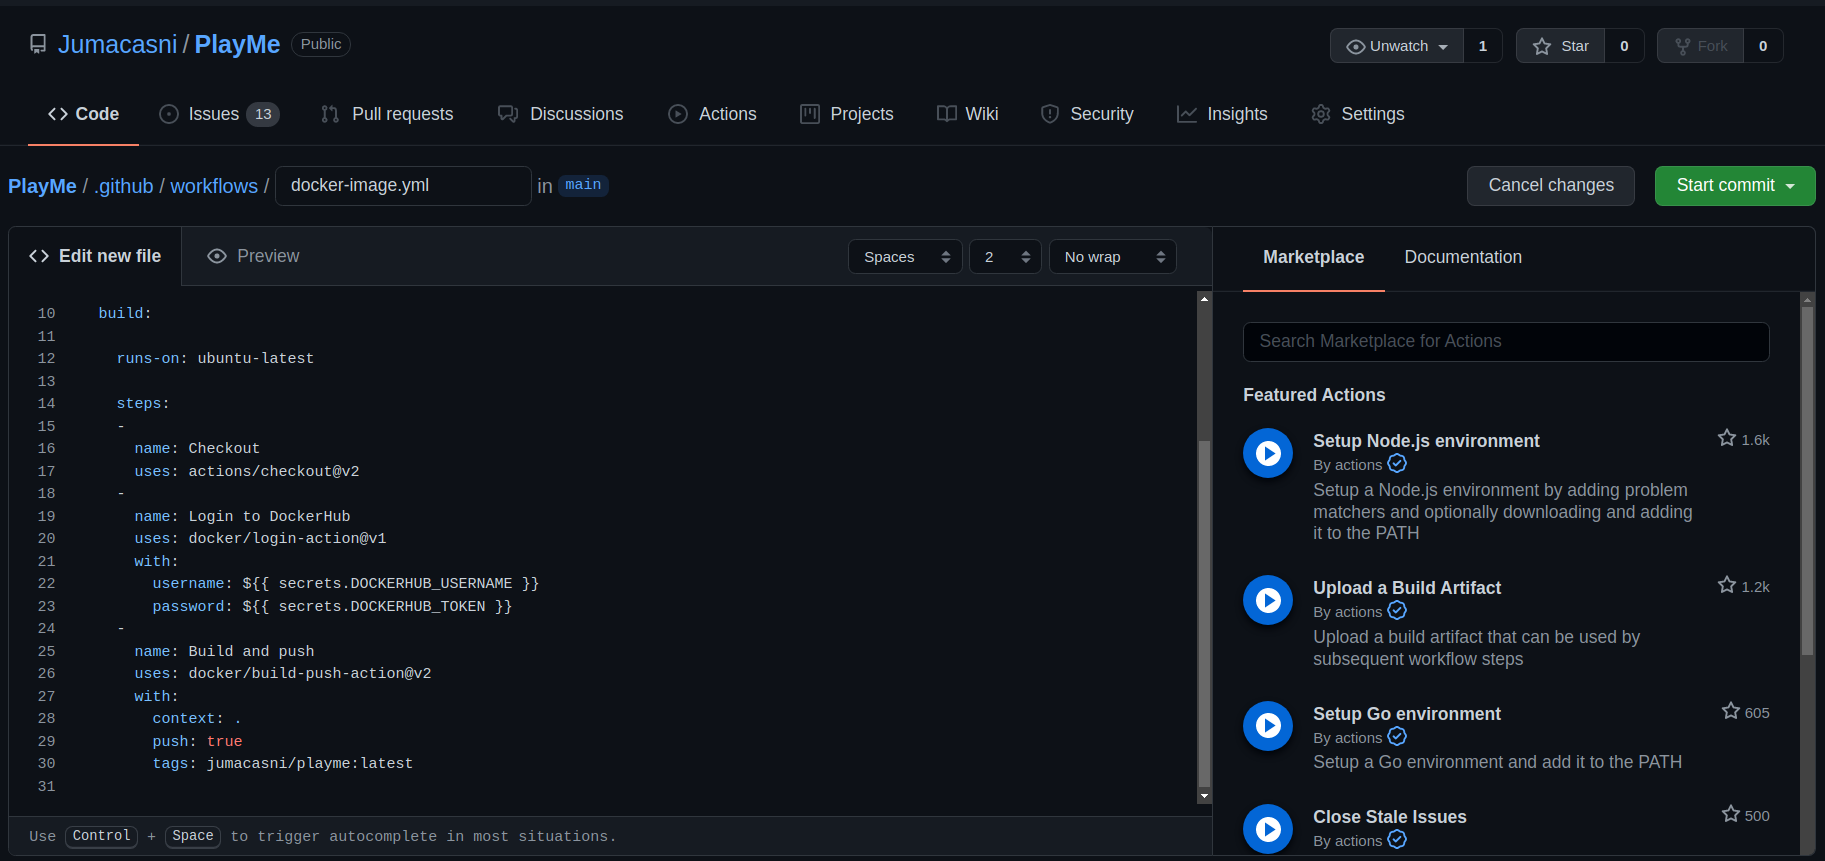 Jumacasni / PlayMe Public
Unwatch 1 Star 0 Fork 0
Code Issues 13 Pull requests Discussions Actions Projects Wiki Security Insights Settings
PlayMe / .github / workflows / docker-image.yml in main
Cancel changes Start commit
Edit new file Preview Spaces 2 No wrap
10 build:
11
12 runs-on: ubuntu-latest
13
14 steps:
15 -
16 name: Checkout
17 uses: actions/checkout@v2
18 -
19 name: Login to DockerHub
20 uses: docker/login-action@v1
21 with:
22 username: ${{ secrets.DOCKERHUB_USERNAME }}
23 password: ${{ secrets.DOCKERHUB_TOKEN }}
24 -
25 name: Build and push
26 uses: docker/build-push-action@v2
27 with:
28 context: .
29 push: true
30 tags: jumacasni/playme:latest
31
Use Control + Space to trigger autocomplete in most situations.
Marketplace Documentation
Search Marketplace for Actions
Featured Actions
Setup Node.js environment 1.6k
By actions
Setup a Node.js environment by adding problem
matchers and optionally downloading and adding
it to the PATH
Upload a Build Artifact 1.2k
By actions
Upload a build artifact that can be used by
subsequent workflow steps
Setup Go environment 605
By actions
Setup a Go environment and add it to the PATH
Close Stale Issues 500
By actions